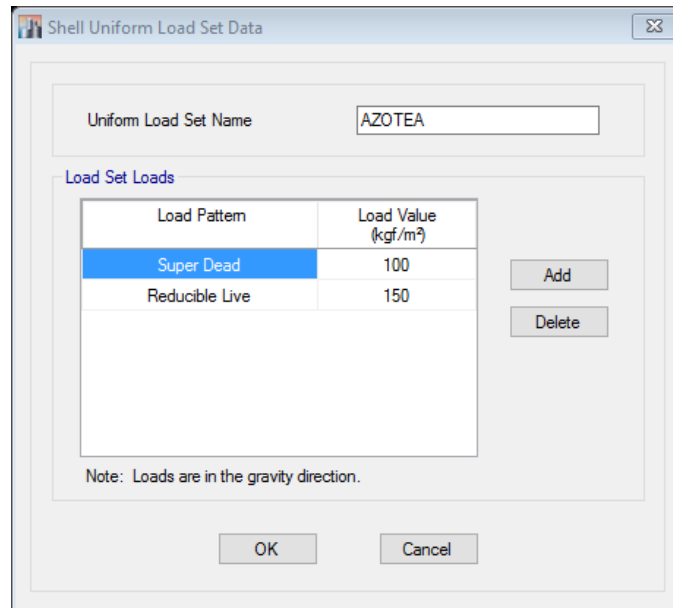 Shell Uniform Load Set Data
Uniform Load Set Name AZOTEA
Load Set Loads
Load Pattern Load Value (kgf/m²)
Super Dead 100
Reducible Live 150
Add
Delete
Note: Loads are in the gravity direction.
OK Cancel